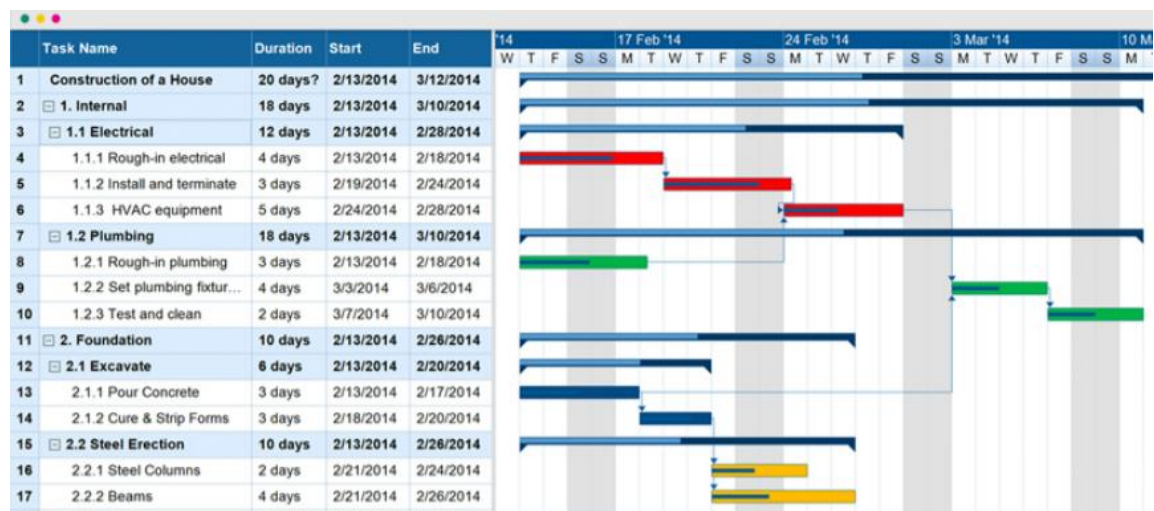 Task Name Duration Start End '14 17 Feb '14 24 Feb '14 3 Mar '14 10 M
W T F S S M T W T F S S M T W T F S S M T W T F S S M
1 Construction of a House 20 days? 2/13/2014 3/12/2014
2 1. Internal 18 days 2/13/2014 3/10/2014
3 1.1 Electrical 12 days 2/13/2014 2/28/2014
4 1.1.1 Rough-in electrical 4 days 2/13/2014 2/18/2014
5 1.1.2 Install and terminate 3 days 2/19/2014 2/24/2014
6 1.1.3 HVAC equipment 5 days 2/24/2014 2/28/2014
7 1.2 Plumbing 18 days 2/13/2014 3/10/2014
8 1.2.1 Rough-in plumbing 3 days 2/13/2014 2/18/2014
9 1.2.2 Set plumbing fixtur... 4 days 3/3/2014 3/6/2014
10 1.2.3 Test and clean 2 days 3/7/2014 3/10/2014
11 2. Foundation 10 days 2/13/2014 2/26/2014
12 2.1 Excavate 6 days 2/13/2014 2/20/2014
13 2.1.1 Pour Concrete 3 days 2/13/2014 2/17/2014
14 2.1.2 Cure & Strip Forms 3 days 2/18/2014 2/20/2014
15 2.2 Steel Erection 10 days 2/13/2014 2/26/2014
16 2.2.1 Steel Columns 2 days 2/21/2014 2/24/2014
17 2.2.2 Beams 4 days 2/21/2014 2/26/2014